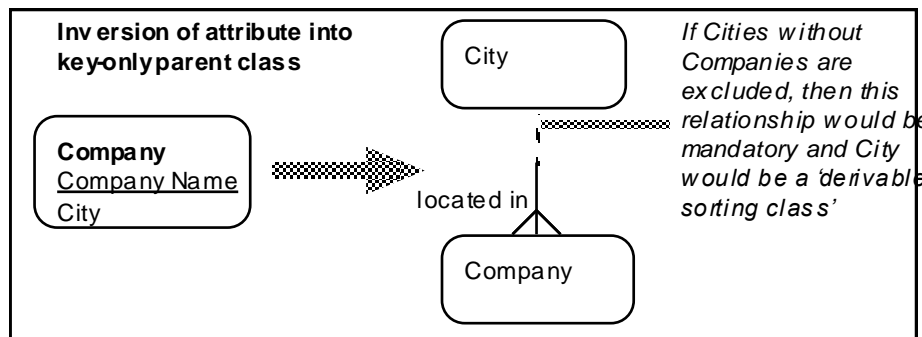 Inversion of attribute into
key-only parent class
Company
Company Name
City
City
located in
Company
If Cities without
Companies are
excluded, then this
relationship would be
mandatory and City
would be a 'derivable
sorting class'